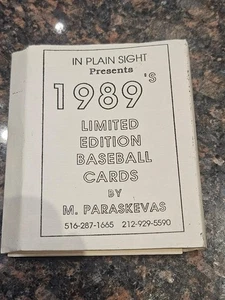 IN PLAIN SIGHT
Presents
1989's
LIMITED
EDITION
BASEBALL
CARDS
BY
M. PARASKEVAS
516-287-1665 212-929-5590